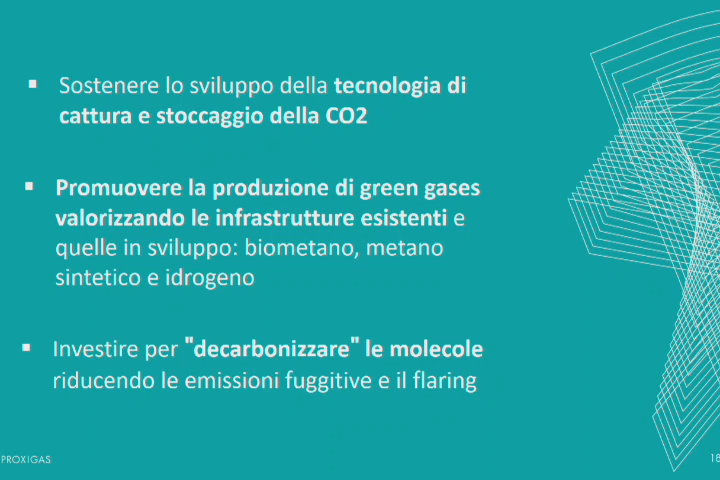 ▪ Sostenere lo sviluppo della tecnologia di
cattura e stoccaggio della CO2
▪ Promuovere la produzione di green gases
valorizzando le infrastrutture esistenti e
quelle in sviluppo: biometano, metano
sintetico e idrogeno
▪ Investire per "decarbonizzare" le molecole
riducendo le emissioni fuggitive e il flaring
PROXIGAS
18